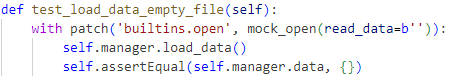 def test_load_data_empty_file(self):
    with patch('builtins.open', mock_open(read_data=b'')):
        self.manager.load_data()
        self.assertEqual(self.manager.data, {})